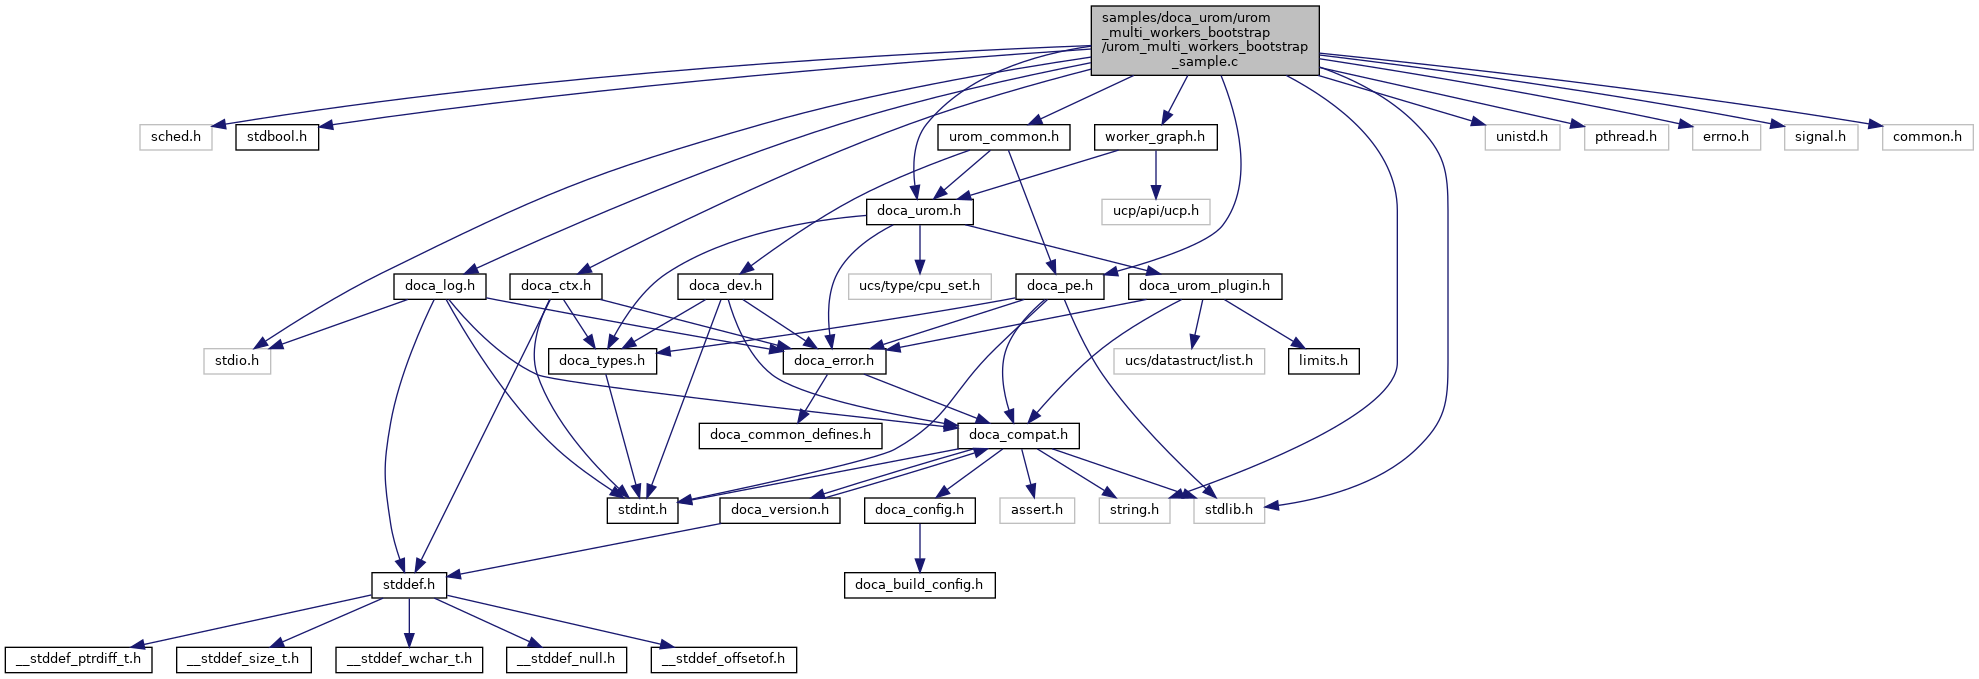 samples/doca_urom/urom
_multi_workers_bootstrap
/urom_multi_workers_bootstrap
_sample.c
sched.h
stdbool.h
urom_common.h
worker_graph.h
unistd.h
pthread.h
errno.h
signal.h
common.h
doca_urom.h
ucp/api/ucp.h
doca_log.h
doca_ctx.h
doca_dev.h
ucs/type/cpu_set.h
doca_pe.h
doca_urom_plugin.h
stdio.h
doca_types.h
doca_error.h
ucs/datastruct/list.h
limits.h
doca_common_defines.h
doca_compat.h
stdint.h
doca_version.h
doca_config.h
assert.h
string.h
stdlib.h
stddef.h
doca_build_config.h
__stddef_ptrdiff_t.h
__stddef_size_t.h
__stddef_wchar_t.h
__stddef_null.h
__stddef_offsetof.h